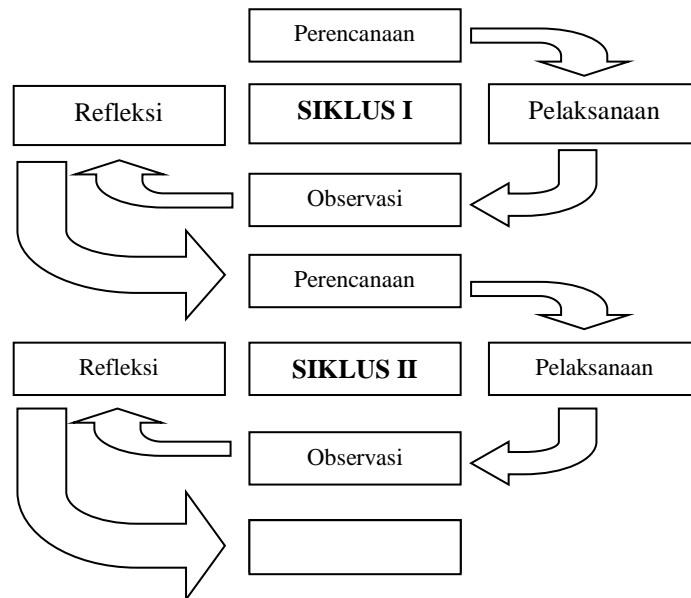 Perencanaan
Refleksi
SIKLUS I
Pelaksanaan
Observasi
Perencanaan
Refleksi
SIKLUS II
Pelaksanaan
Observasi